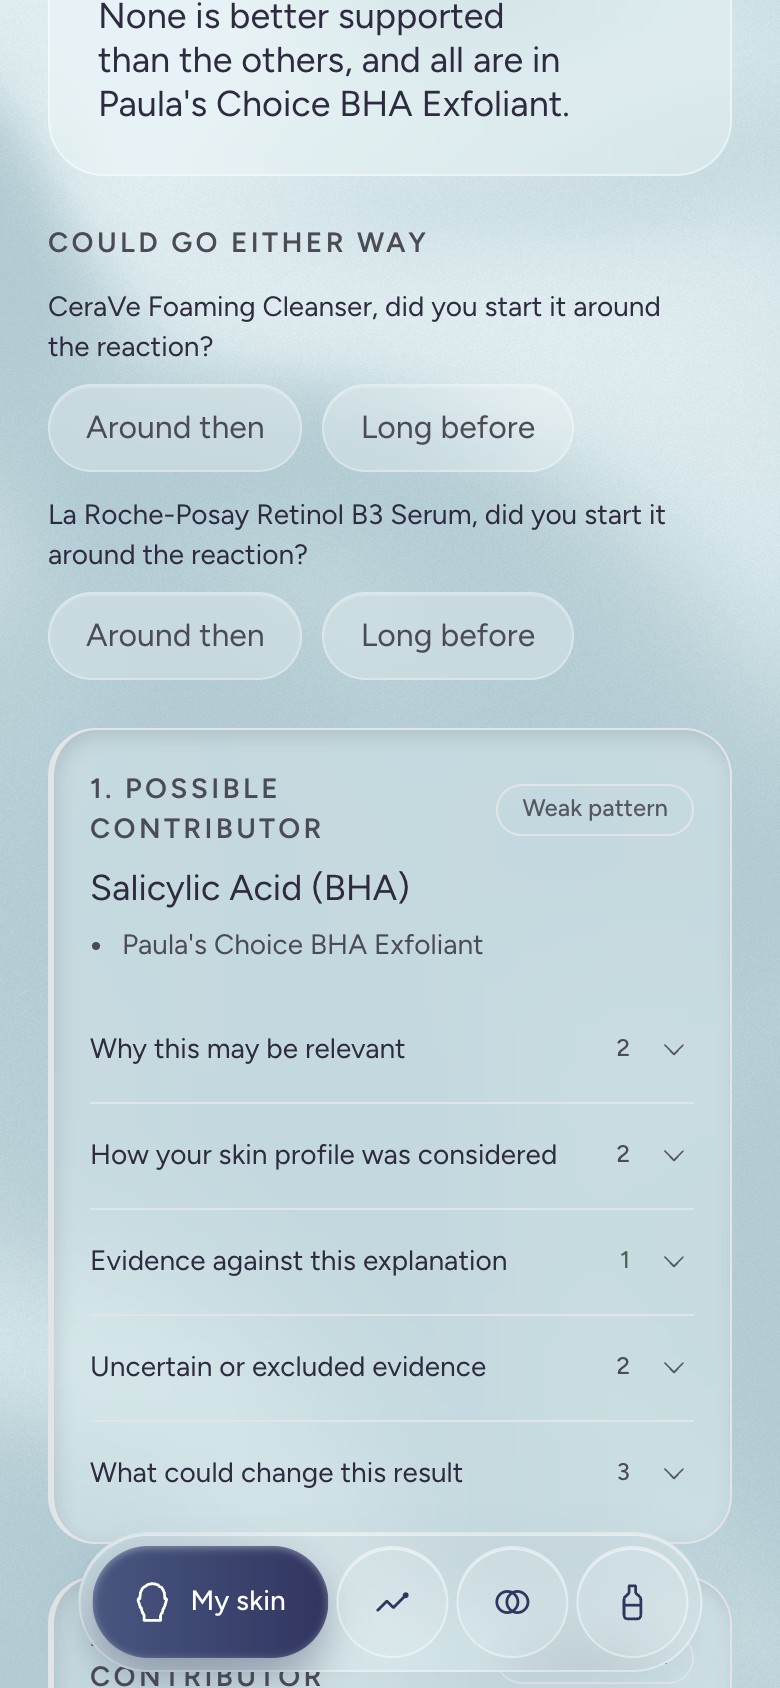 None is better supported
than the others, and all are in
Paula's Choice BHA Exfoliant.
COULD GO EITHER WAY
CeraVe Foaming Cleanser, did you start it around
the reaction?
Around then
Long before
La Roche-Posay Retinol B3 Serum, did you start it
around the reaction?
Around then
Long before
1. POSSIBLE
CONTRIBUTOR
Weak pattern
Salicylic Acid (BHA)
• Paula's Choice BHA Exfoliant
Why this may be relevant 2
How your skin profile was considered 2
Evidence against this explanation 1
Uncertain or excluded evidence 2
What could change this result 3
My skin
CONTRIBUTOR